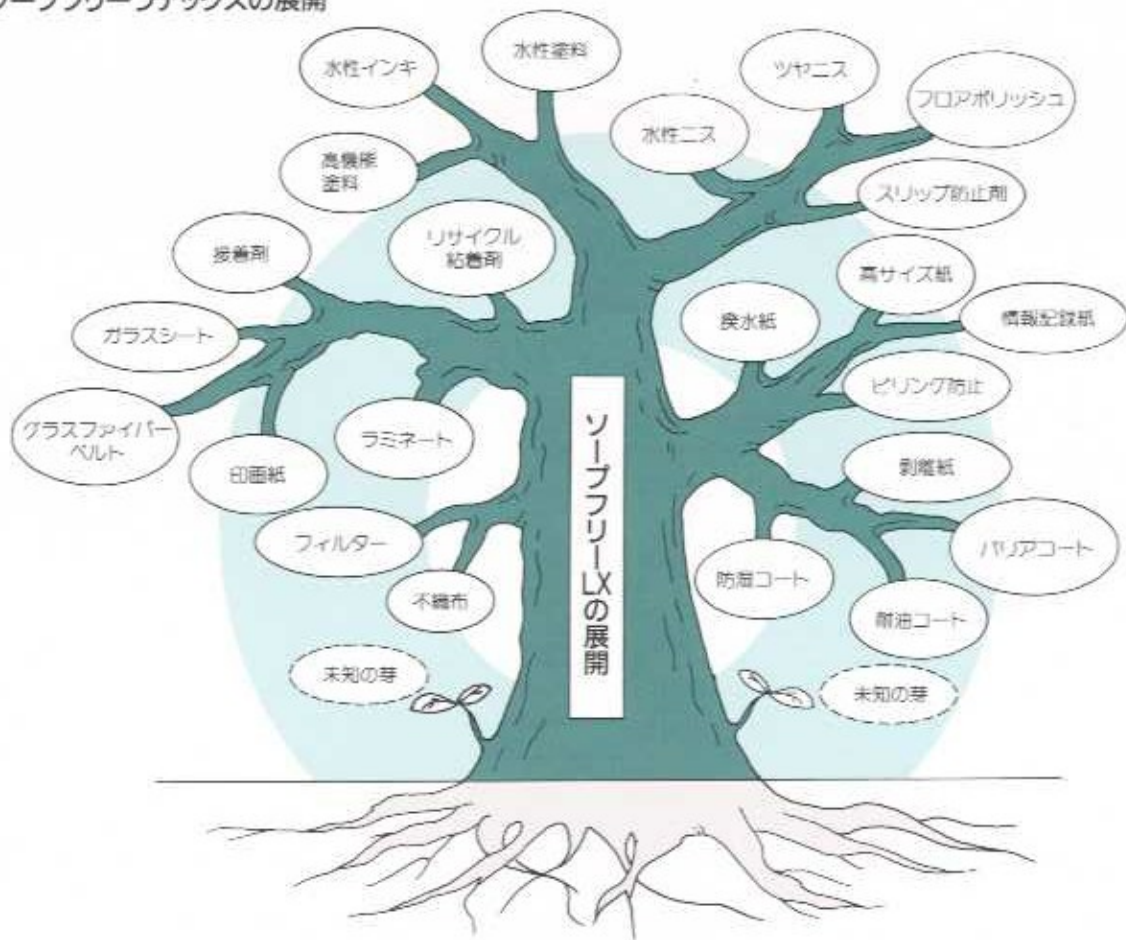 ソープフリーラテックスの展開
水性インキ
水性塗料
ツヤニス
フロアポリッシュ
水性ニス
高機能
塗料
スリップ防止剤
接着剤
リサイクル
粘着剤
高サイズ紙
撥水紙
情報記録紙
ガラスシート
ピリング防止
グラスファイバー
ベルト
ラミネート
印画紙
剥離紙
フィルター
バリアコート
防湿コート
不織布
耐油コート
未知の芽
未知の芽
ソープフリーLXの展開